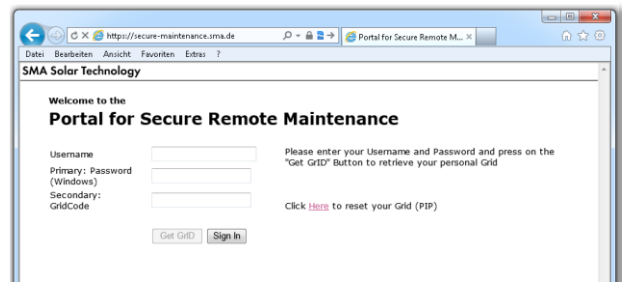 https://secure-maintenance.sma.de
Portal for Secure Remote M...
Datei Bearbeiten Ansicht Favoriten Extras ?
SMA Solar Technology
Welcome to the
Portal for Secure Remote Maintenance
Username
Please enter your Username and Password and press on the
"Get GrID" Button to retrieve your personal Grid
Primary: Password
(Windows)
Secondary:
GridCode
Click Here to reset your Grid (PIP)
Get GrID Sign In